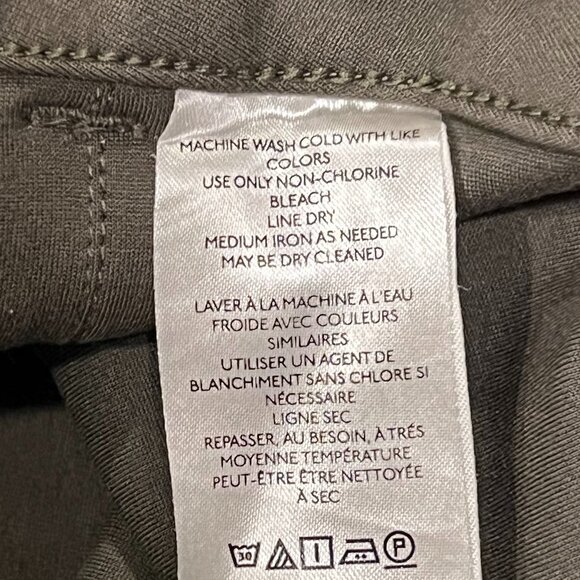 MACHINE WASH COLD WITH LIKE
COLORS
USE ONLY NON-CHLORINE
BLEACH
LINE DRY
MEDIUM IRON AS NEEDED
MAY BE DRY CLEANED
LAVER À LA MACHINE À L'EAU
FROIDE AVEC COULEURS
SIMILAIRES
UTILISER UN AGENT DE
BLANCHIMENT SANS CHLORE SI
NÉCESSAIRE
LIGNE SEC
REPASSER, AU BESOIN, À TRÉS
MOYENNE TEMPÉRATURE
PEUT-ÊTRE ÊTRE NETTOYÉE
À SEC
30 P